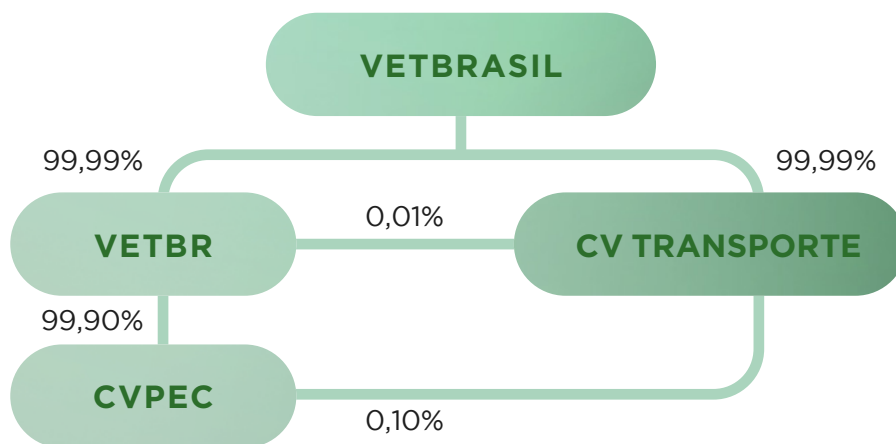 VETBRASIL
99,99%
99,99%
0,01%
VETBR
CV TRANSPORTE
99,90%
CVPEC
0,10%